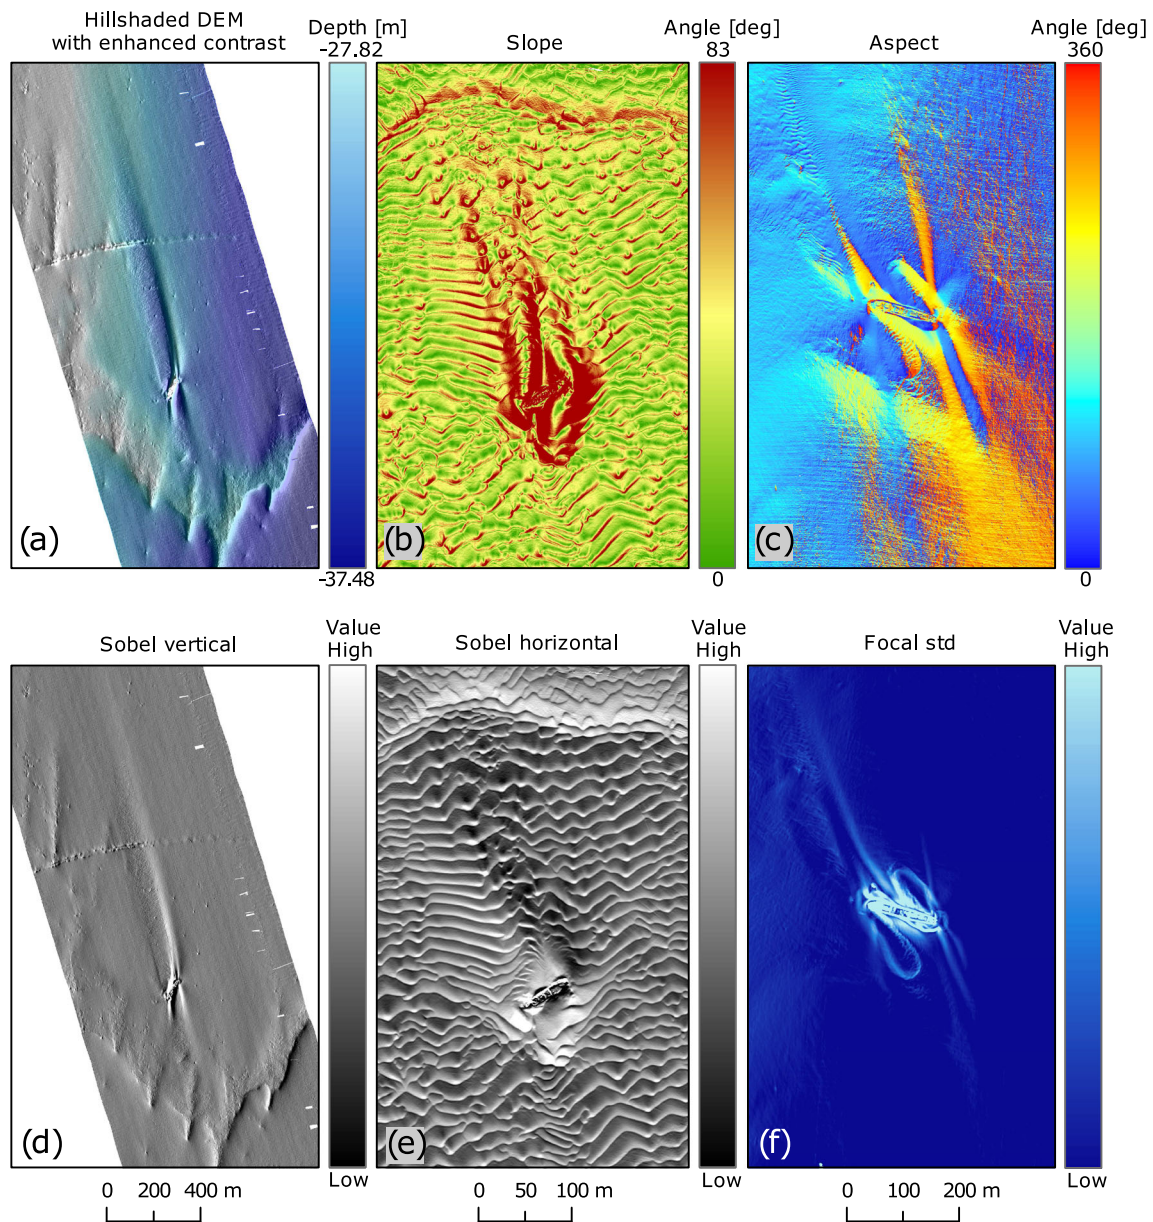 Hillshaded DEM
with enhanced contrast
Depth [m]
-27.82
Slope
Angle [deg]
83
Aspect
Angle [deg]
360
(a)
-37.48
(b)
0
(c)
0
Sobel vertical
Value
High
Sobel horizontal
Value
High
Focal std
Value
High
(d)
Low
(e)
Low
(f)
Low
0 200 400 m
0 50 100 m
0 100 200 m